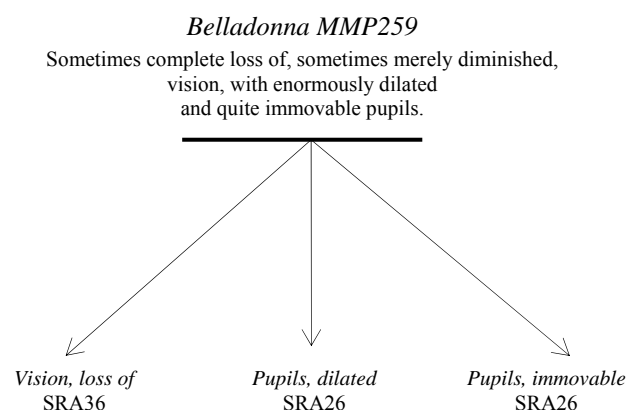 Belladonna MMP259
Sometimes complete loss of, sometimes merely diminished,
vision, with enormously dilated
and quite immovable pupils.
Vision, loss of
SRA36
Pupils, dilated
SRA26
Pupils, immovable
SRA26